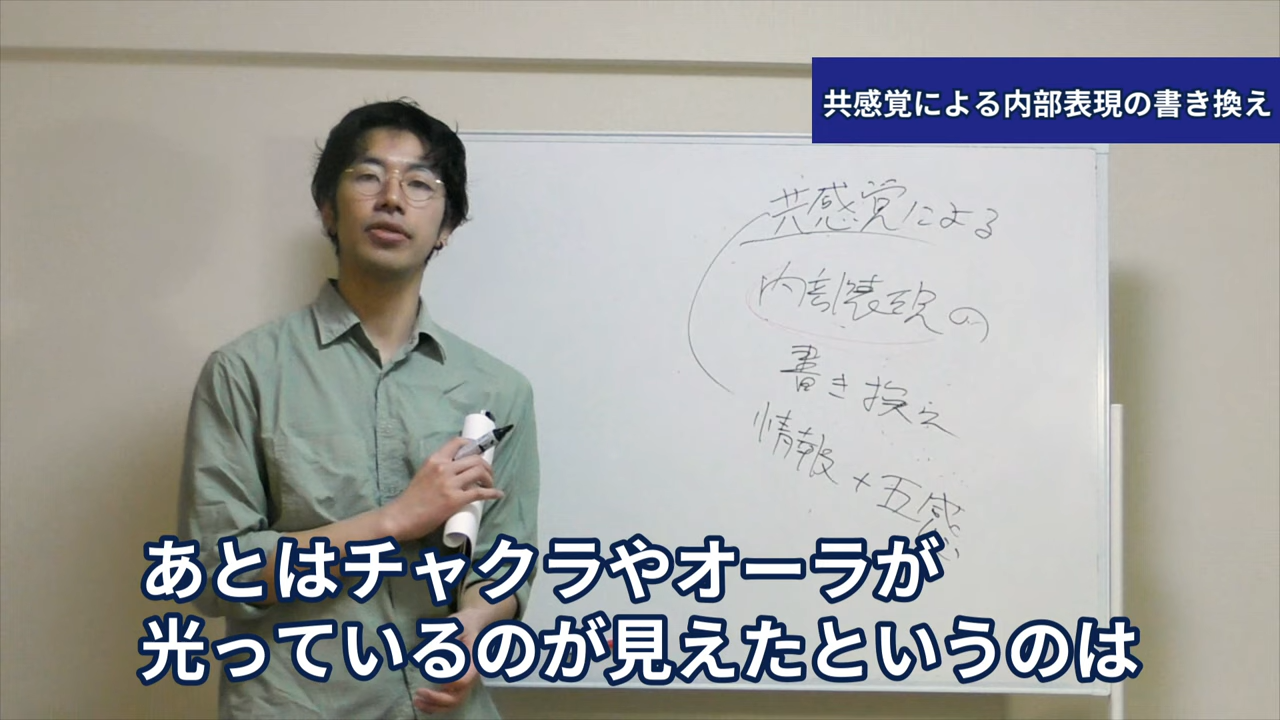 共感覚による内部表現の書き換え
共感覚による
内部表現の
書き換え
情報+五感
あとはチャクラやオーラが
光っているのが見えたというのは